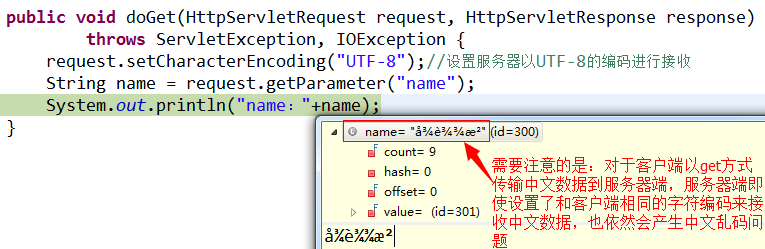 public void doGet(HttpServletRequest request, HttpServletResponse response)
throws ServletException, IOException {
request.setCharacterEncoding("UTF-8");//设置服务器以UTF-8的编码进行接收
String name = request.getParameter("name");
System.out.println("name："+name);
}
name= "å¾è¾¾æ²" (id=300)
count= 9
hash= 0
offset= 0
value= (id=301)
å¾è¾¾æ²
需要注意的是：对于客户端以get方式
传输中文数据到服务器端，服务器端即
使设置了和客户端相同的字符编码来接
收中文数据，也依然会产生中文乱码问
题